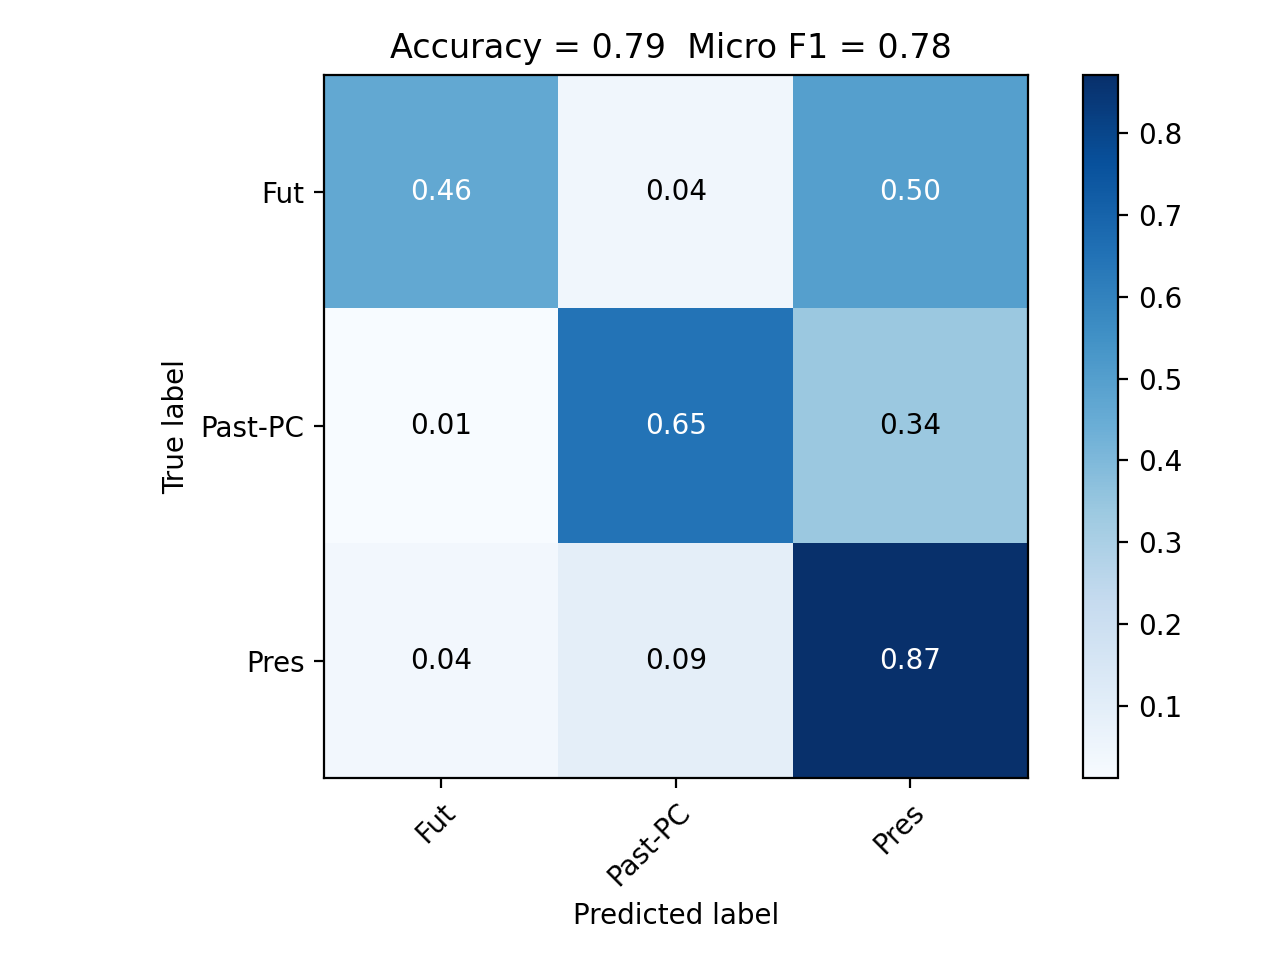 Accuracy = 0.79  Micro F1 = 0.78
Fut
0.46
0.04
0.50
Past-PC
0.01
0.65
0.34
Pres
0.04
0.09
0.87
True label
Fut
Past-PC
Pres
Predicted label
0.8
0.7
0.6
0.5
0.4
0.3
0.2
0.1